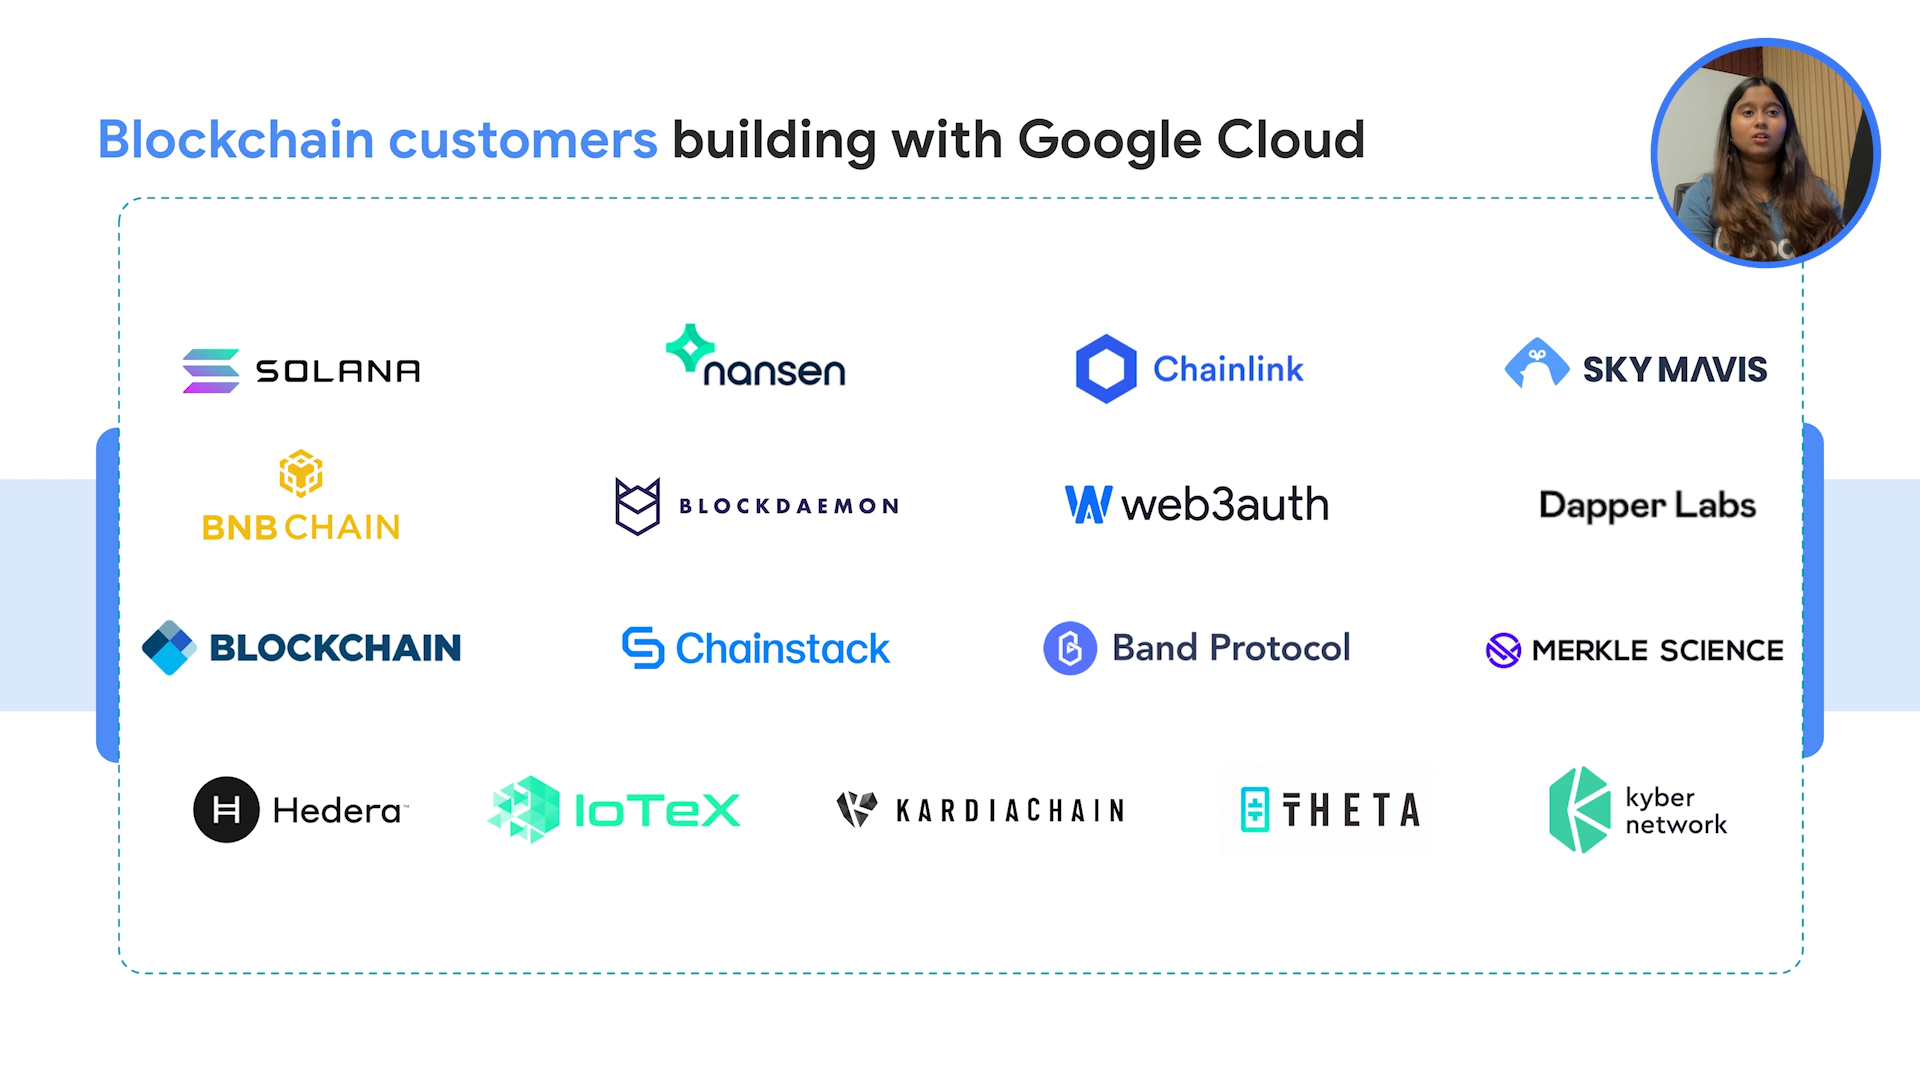 Blockchain customers building with Google Cloud
SOLANA
nansen
Chainlink
SKY MAVIS
BNB CHAIN
BLOCKDAEMON
web3auth
Dapper Labs
BLOCKCHAIN
Chainstack
Band Protocol
MERKLE SCIENCE
Hedera™
IoTeX
KARDIACHAIN
THETA
kyber
network